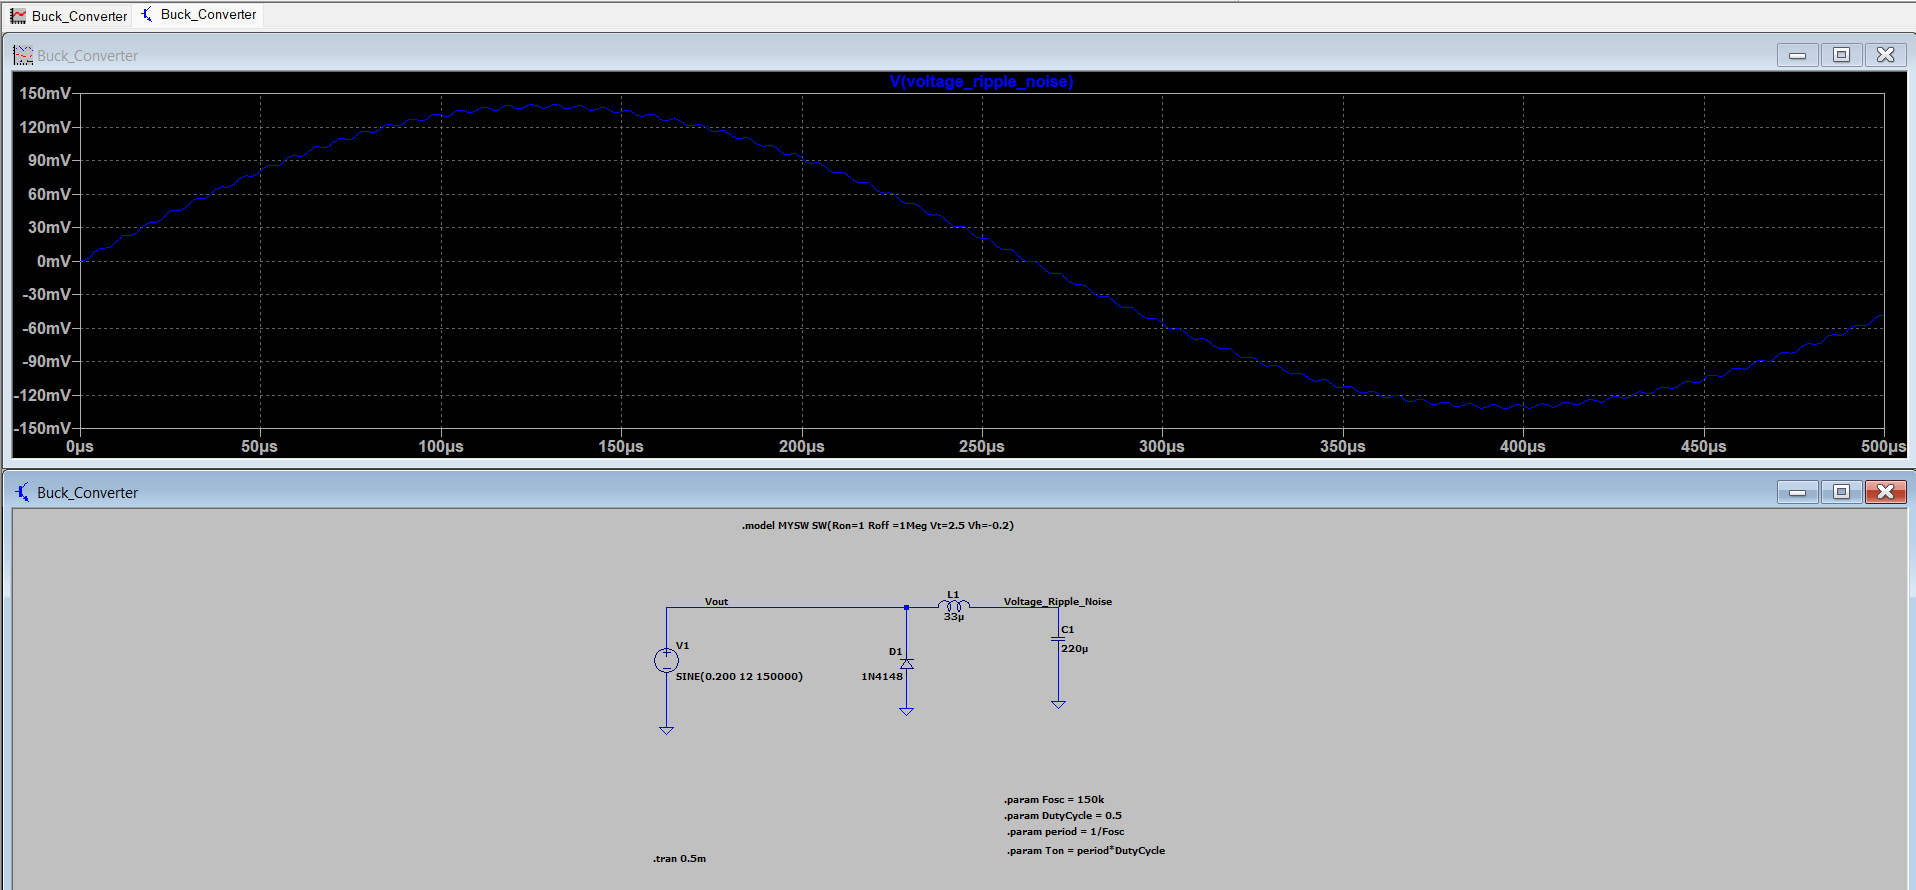 Buck_Converter Buck_Converter
Buck_Converter
V(voltage_ripple_noise)
150mV
120mV
90mV
60mV
30mV
0mV
-30mV
-60mV
-90mV
-120mV
-150mV
0µs 50µs 100µs 150µs 200µs 250µs 300µs 350µs 400µs 450µs 500µs
Buck_Converter
.model MYSW SW(Ron=1 Roff =1Meg Vt=2.5 Vh=-0.2)
Vout
L1
33µ
Voltage_Ripple_Noise
V1
SINE(0.200 12 150000)
D1
1N4148
C1
220µ
.param Fosc = 150k
.param DutyCycle = 0.5
.param period = 1/Fosc
.param Ton = period*DutyCycle
.tran 0.5m